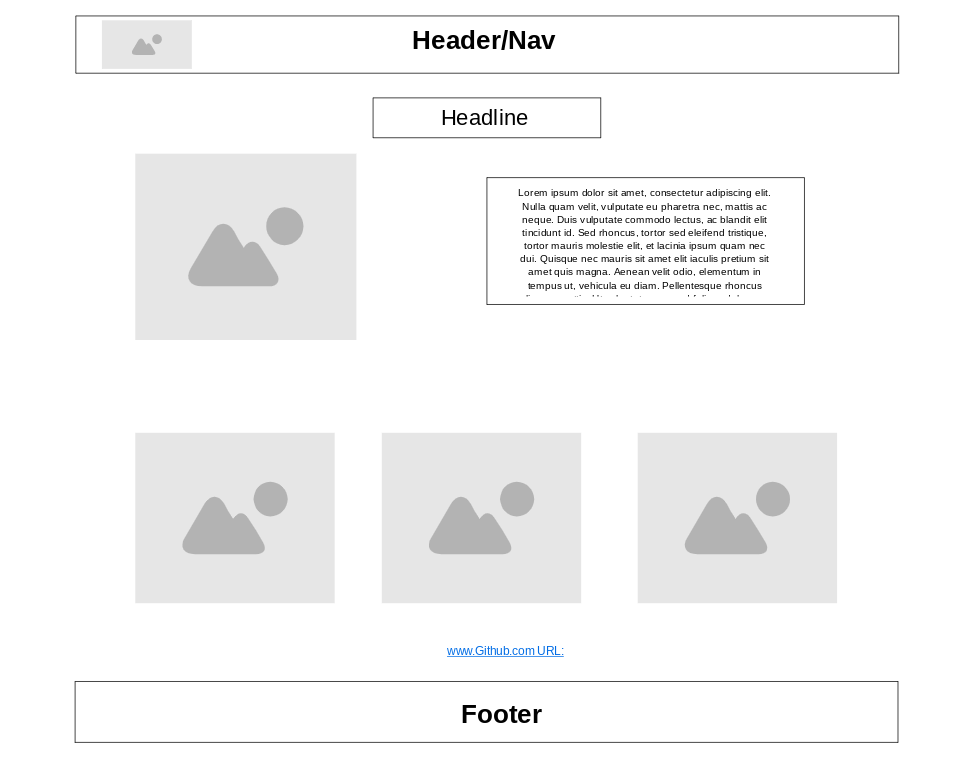 Header/Nav
Headline
Lorem ipsum dolor sit amet, consectetur adipiscing elit.
Nulla quam velit, vulputate eu pharetra nec, mattis ac
neque. Duis vulputate commodo lectus, ac blandit elit
tincidunt id. Sed rhoncus, tortor sed eleifend tristique,
tortor mauris molestie elit, et lacinia ipsum quam nec
dui. Quisque nec mauris sit amet elit iaculis pretium sit
amet quis magna. Aenean velit odio, elementum in
tempus ut, vehicula eu diam. Pellentesque rhoncus
www.Github.com URL:
Footer